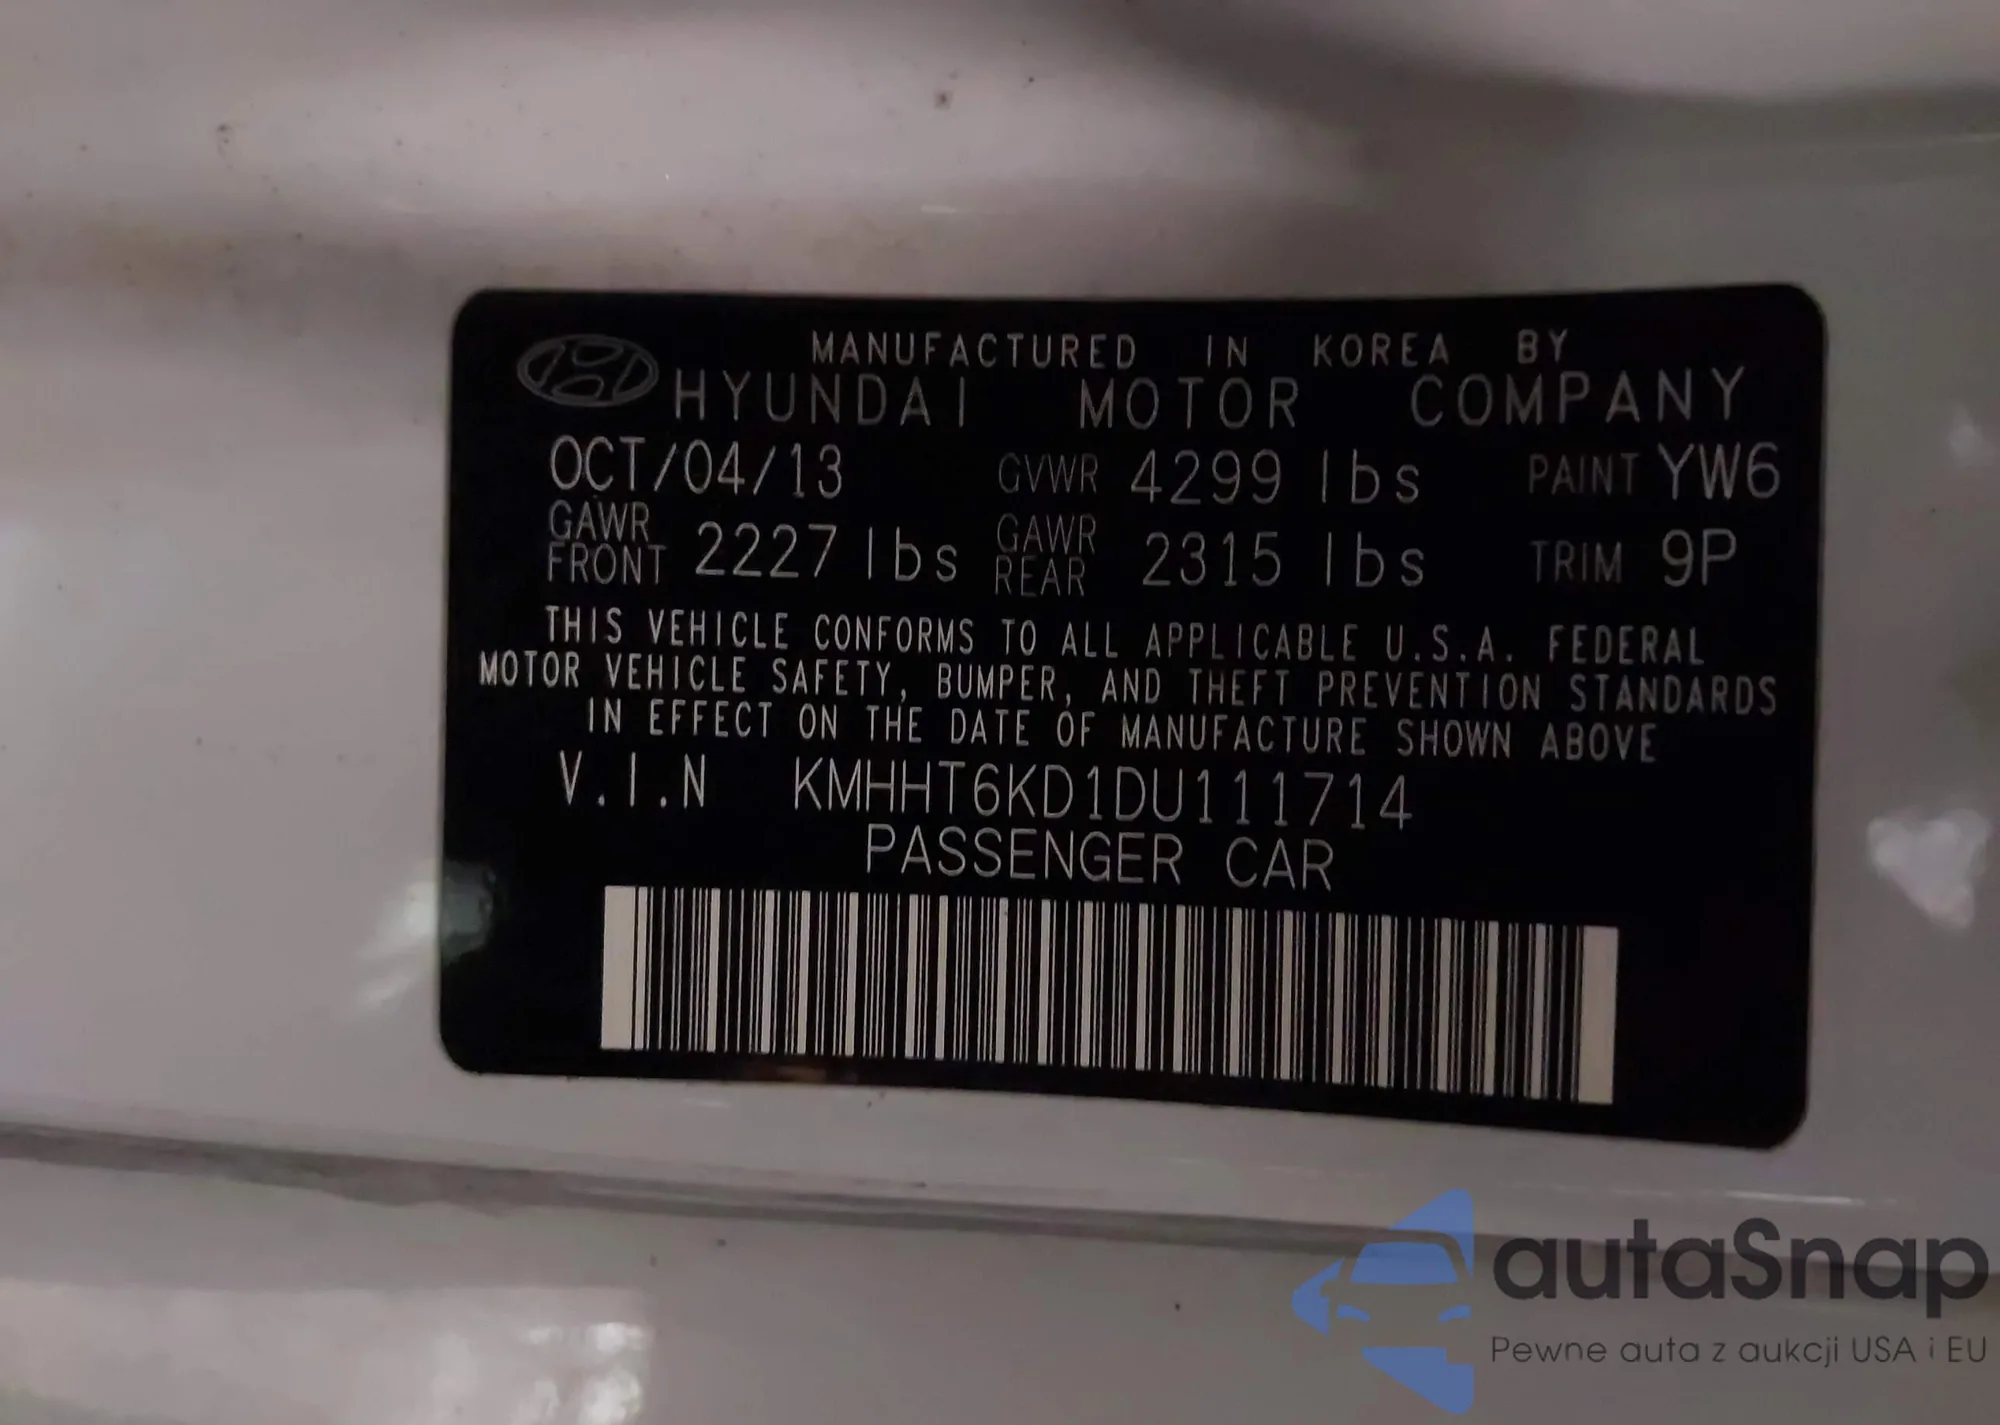 MANUFACTURED IN KOREA BY
HYUNDAI MOTOR COMPANY
OCT/04/13 GVWR 4299 lbs PAINT YW6
GAWR FRONT 2227 lbs GAWR REAR 2315 lbs TRIM 9P
THIS VEHICLE CONFORMS TO ALL APPLICABLE U.S.A. FEDERAL
MOTOR VEHICLE SAFETY, BUMPER, AND THEFT PREVENTION STANDARDS
IN EFFECT ON THE DATE OF MANUFACTURE SHOWN ABOVE
V.I.N KMHHT6KD1DU111714
PASSENGER CAR
autaSnap
Pewne auta z aukcji USA i EU